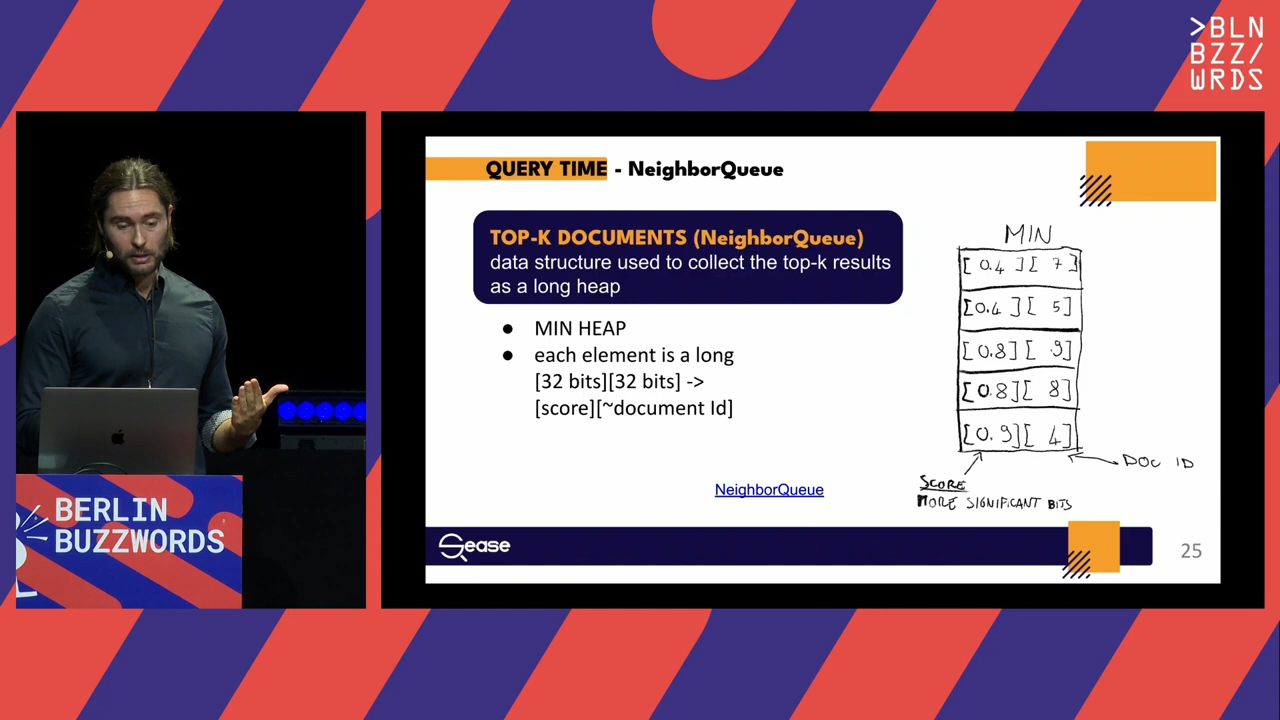 >BLN
BZZ/
WRDS
QUERY TIME - NeighborQueue
TOP-K DOCUMENTS (NeighborQueue)
data structure used to collect the top-k results
as a long heap
● MIN HEAP
● each element is a long
[32 bits][32 bits] ->
[score][~document Id]
NeighborQueue
MIN
[0.4][7]
[0.4][5]
[0.8][9]
[0.8][8]
[0.9][4]
DOC ID
SCORE
MORE SIGNIFICANT BITS
Sease
25
BERLIN
BUZZWORDS